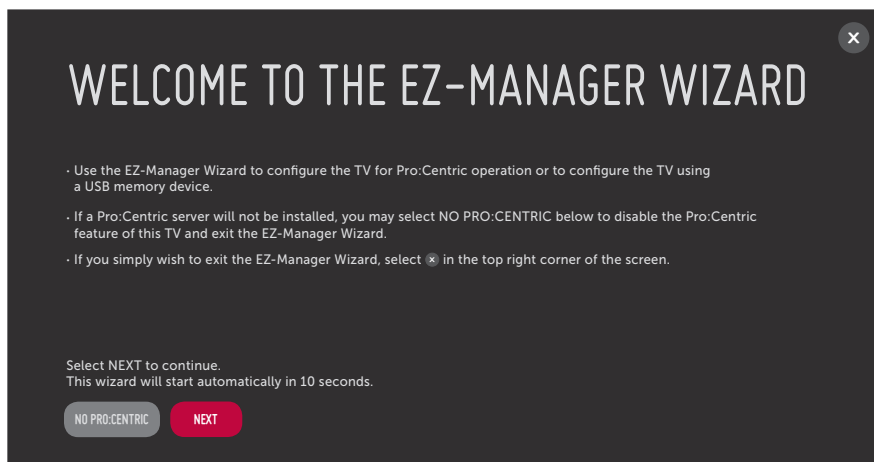 WELCOME TO THE EZ-MANAGER WIZARD
· Use the EZ-Manager Wizard to configure the TV for Pro:Centric operation or to configure the TV using
a USB memory device.
· If a Pro:Centric server will not be installed, you may select NO PRO:CENTRIC below to disable the Pro:Centric
feature of this TV and exit the EZ-Manager Wizard.
· If you simply wish to exit the EZ-Manager Wizard, select ⓧ in the top right corner of the screen.
Select NEXT to continue.
This wizard will start automatically in 10 seconds.
NO PRO:CENTRIC NEXT